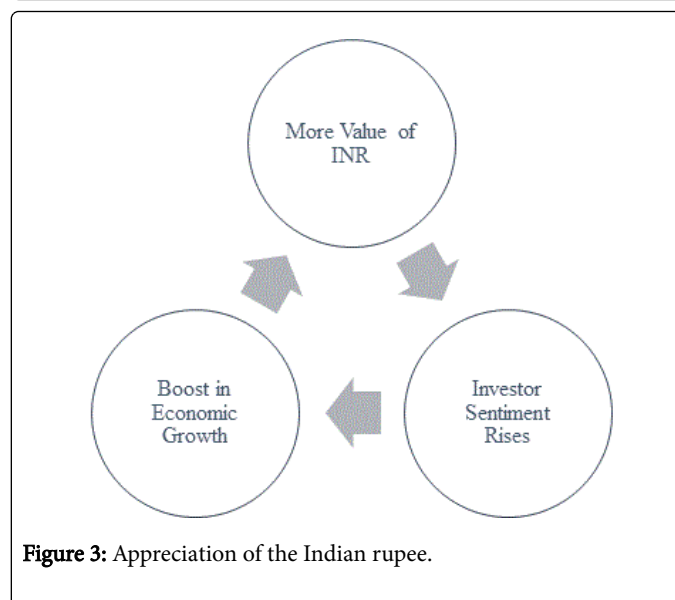 More Value of
INR
Investor
Sentiment
Rises
Boost in
Economic
Growth
Figure 3: Appreciation of the Indian rupee.